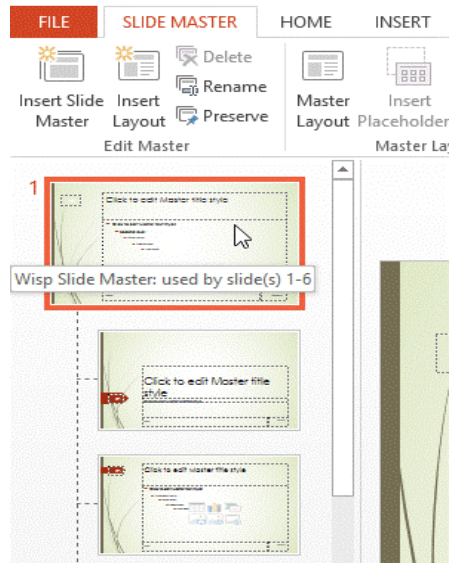 FILE SLIDE MASTER HOME INSERT
Delete
Rename
Preserve
Insert Slide Master
Insert Layout
Master Layout
Insert Placeholder
Edit Master
Master La
1
Click to edit Master title style
Wisp Slide Master: used by slide(s) 1-6
Click to edit Master title
style
Click to edit Master title style